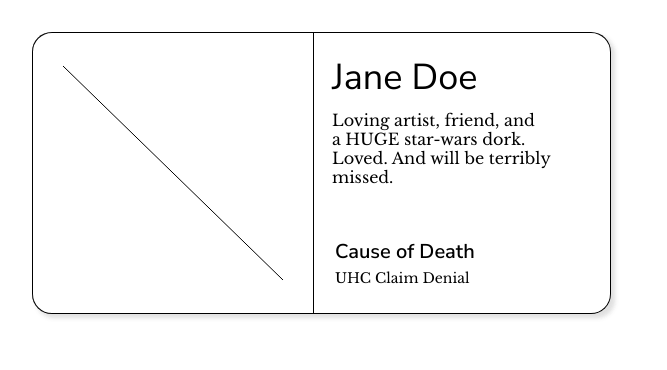 Jane Doe
Loving artist, friend, and
a HUGE star-wars dork.
Loved. And will be terribly
missed.
Cause of Death
UHC Claim Denial